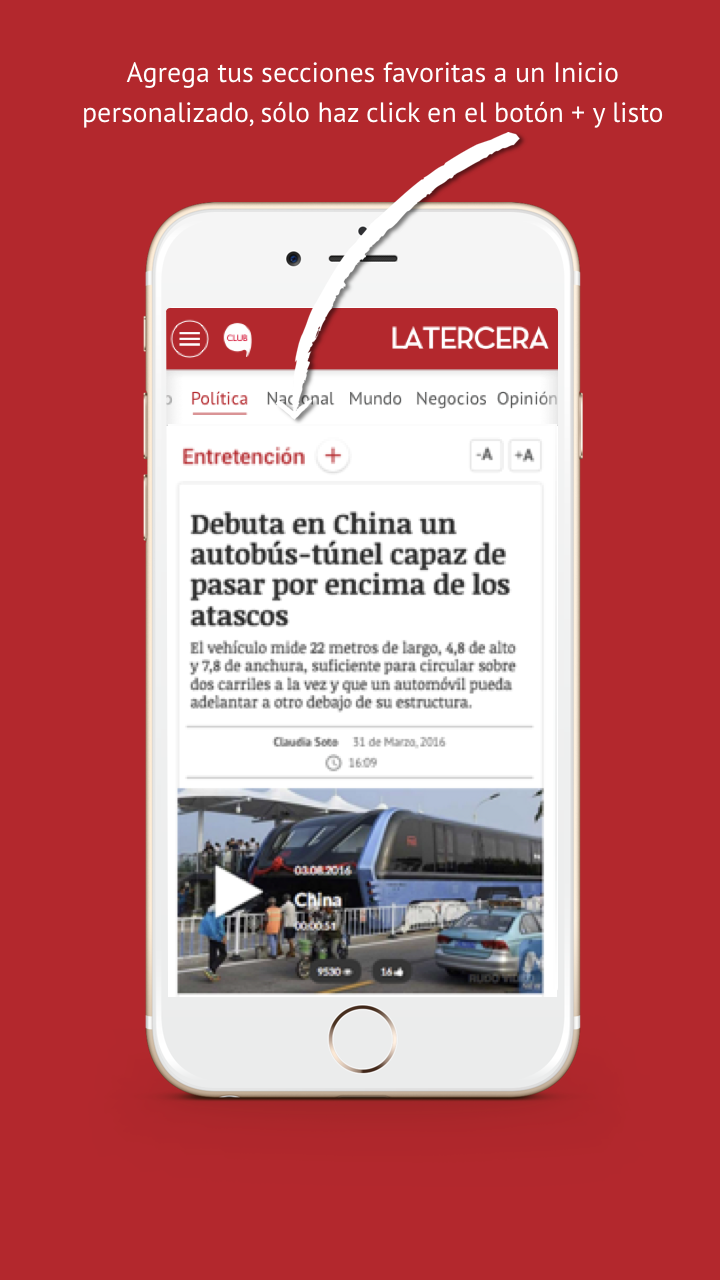 Agrega tus secciones favoritas a un Inicio
personalizado, sólo haz click en el botón + y listo
CLUB
LATERCERA
o Política Nacional Mundo Negocios Opinión
Entretención + -A +A
Debuta en China un
autobús-túnel capaz de
pasar por encima de los
atascos
El vehículo mide 22 metros de largo, 4,8 de alto
y 7,8 de anchura, suficiente para circular sobre
dos carriles a la vez y que un automóvil pueda
adelantar a otro debajo de su estructura.
Claudia Soto 31 de Marzo, 2016
16:09
03.08.2016
China
00:00:51
9530 16
RUDO VIDEO